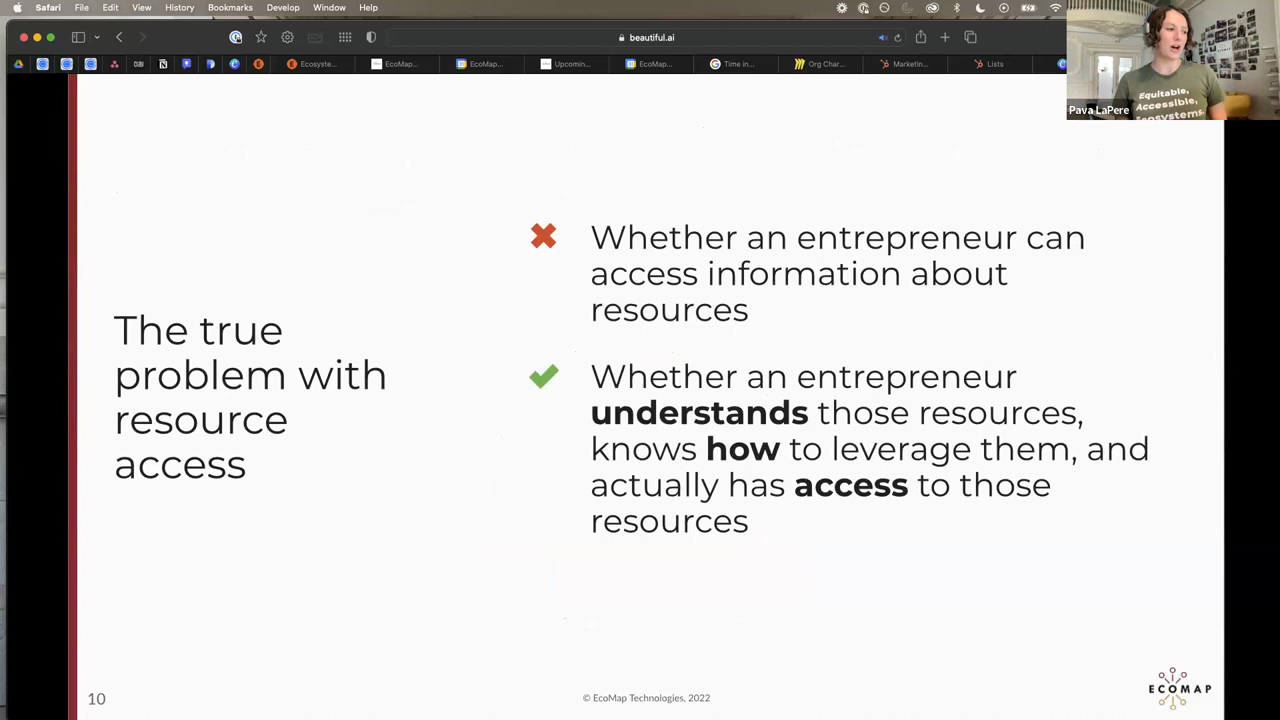 Safari File Edit View History Bookmarks Develop Window Help
beautiful.ai
Ecosyste... EcoMap... EcoMap... Upcomin... EcoMap... Time in... Org Char... Marketin... Lists
Equitable,
Accessible,
Ecosystems.
Pava LaPere
Whether an entrepreneur can
access information about
resources
The true
problem with
resource
access
Whether an entrepreneur
understands those resources,
knows how to leverage them, and
actually has access to those
resources
10
© EcoMap Technologies, 2022
ECOMAP